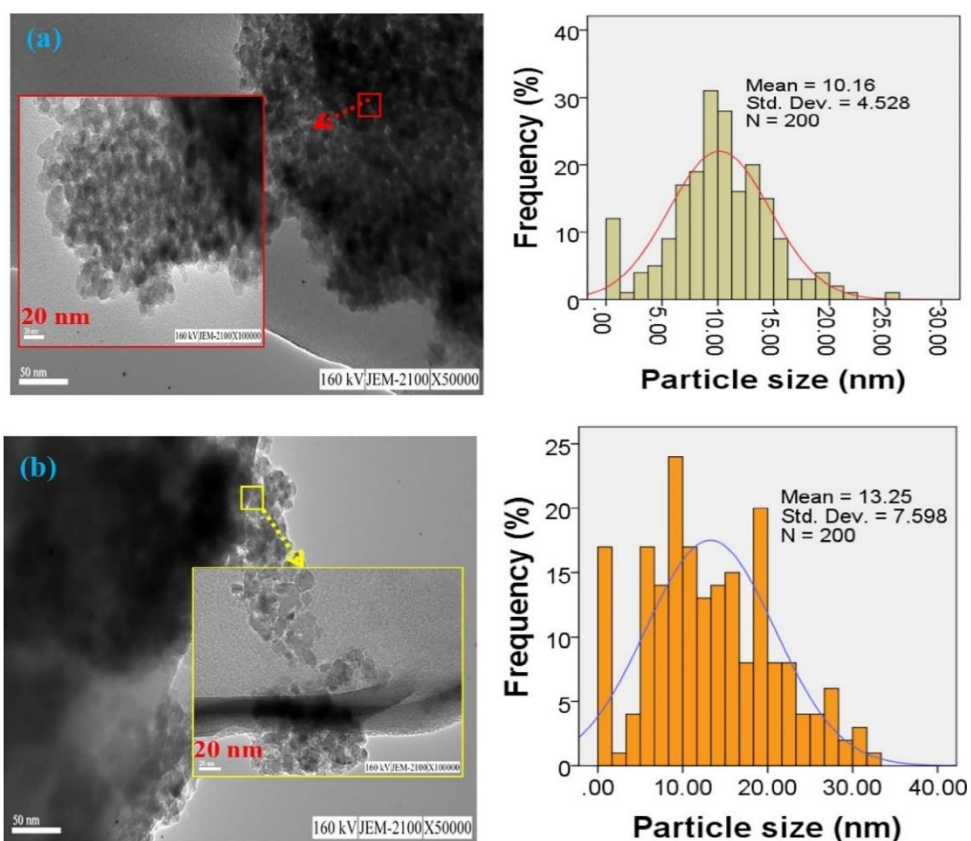 (a)
20 nm
20 nm
160 kV JEM-2100 X100000
50 nm
160 kV JEM-2100 X50000
Frequency (%)
40
30
20
10
0
Mean = 10.16
Std. Dev. = 4.528
N = 200
.00
5.00
10.00
15.00
20.00
25.00
30.00
Particle size (nm)
(b)
20 nm
20 nm
160 kV JEM-2100 X100000
50 nm
160 kV JEM-2100 X50000
Frequency (%)
25
20
15
10
5
0
Mean = 13.25
Std. Dev. = 7.598
N = 200
.00
10.00
20.00
30.00
40.00
Particle size (nm)